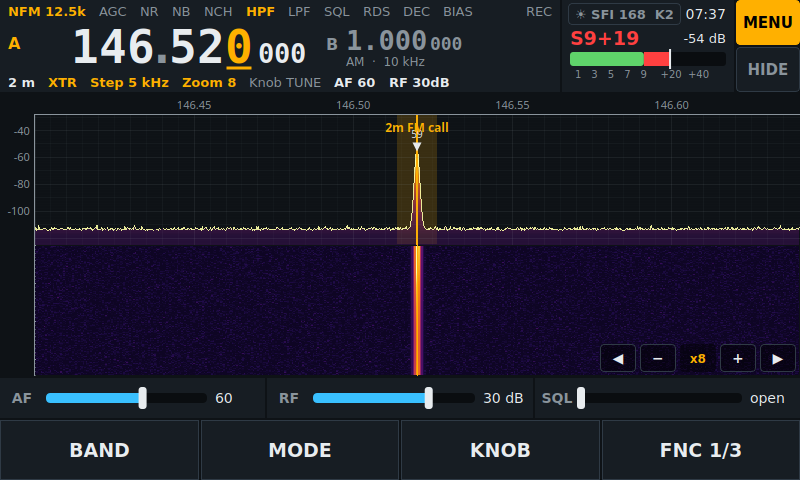 NFM 12.5k AGC NR NB NCH HPF LPF SQL RDS DEC BIAS REC
A 146.520 000 B 1.000 000
AM · 10 kHz
2 m XTR Step 5 kHz Zoom 8 Knob TUNE AF 60 RF 30dB
☀ SFI 168 K2 07:37
S9+19 -54 dB
1 3 5 7 9 +20 +40
MENU
HIDE
146.45 146.50 146.55 146.60
2m FM call
-40
-60
-80
-100
◀ − x8 + ▶
AF 60 RF 30 dB SQL open
BAND MODE KNOB FNC 1/3